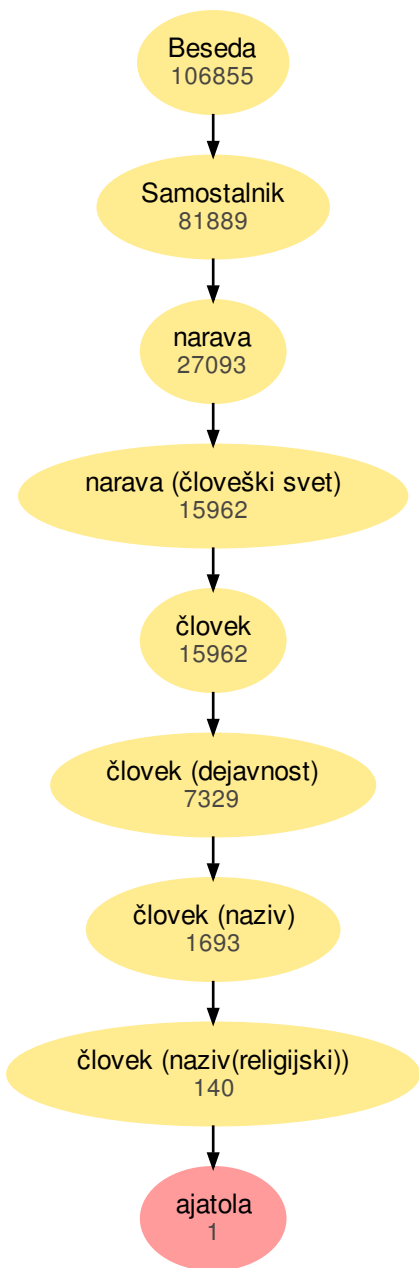 Beseda
106855
Samostalnik
81889
narava
27093
narava (človeški svet)
15962
človek
15962
človek (dejavnost)
7329
človek (naziv)
1693
človek (naziv(religijski))
140
ajatola
1